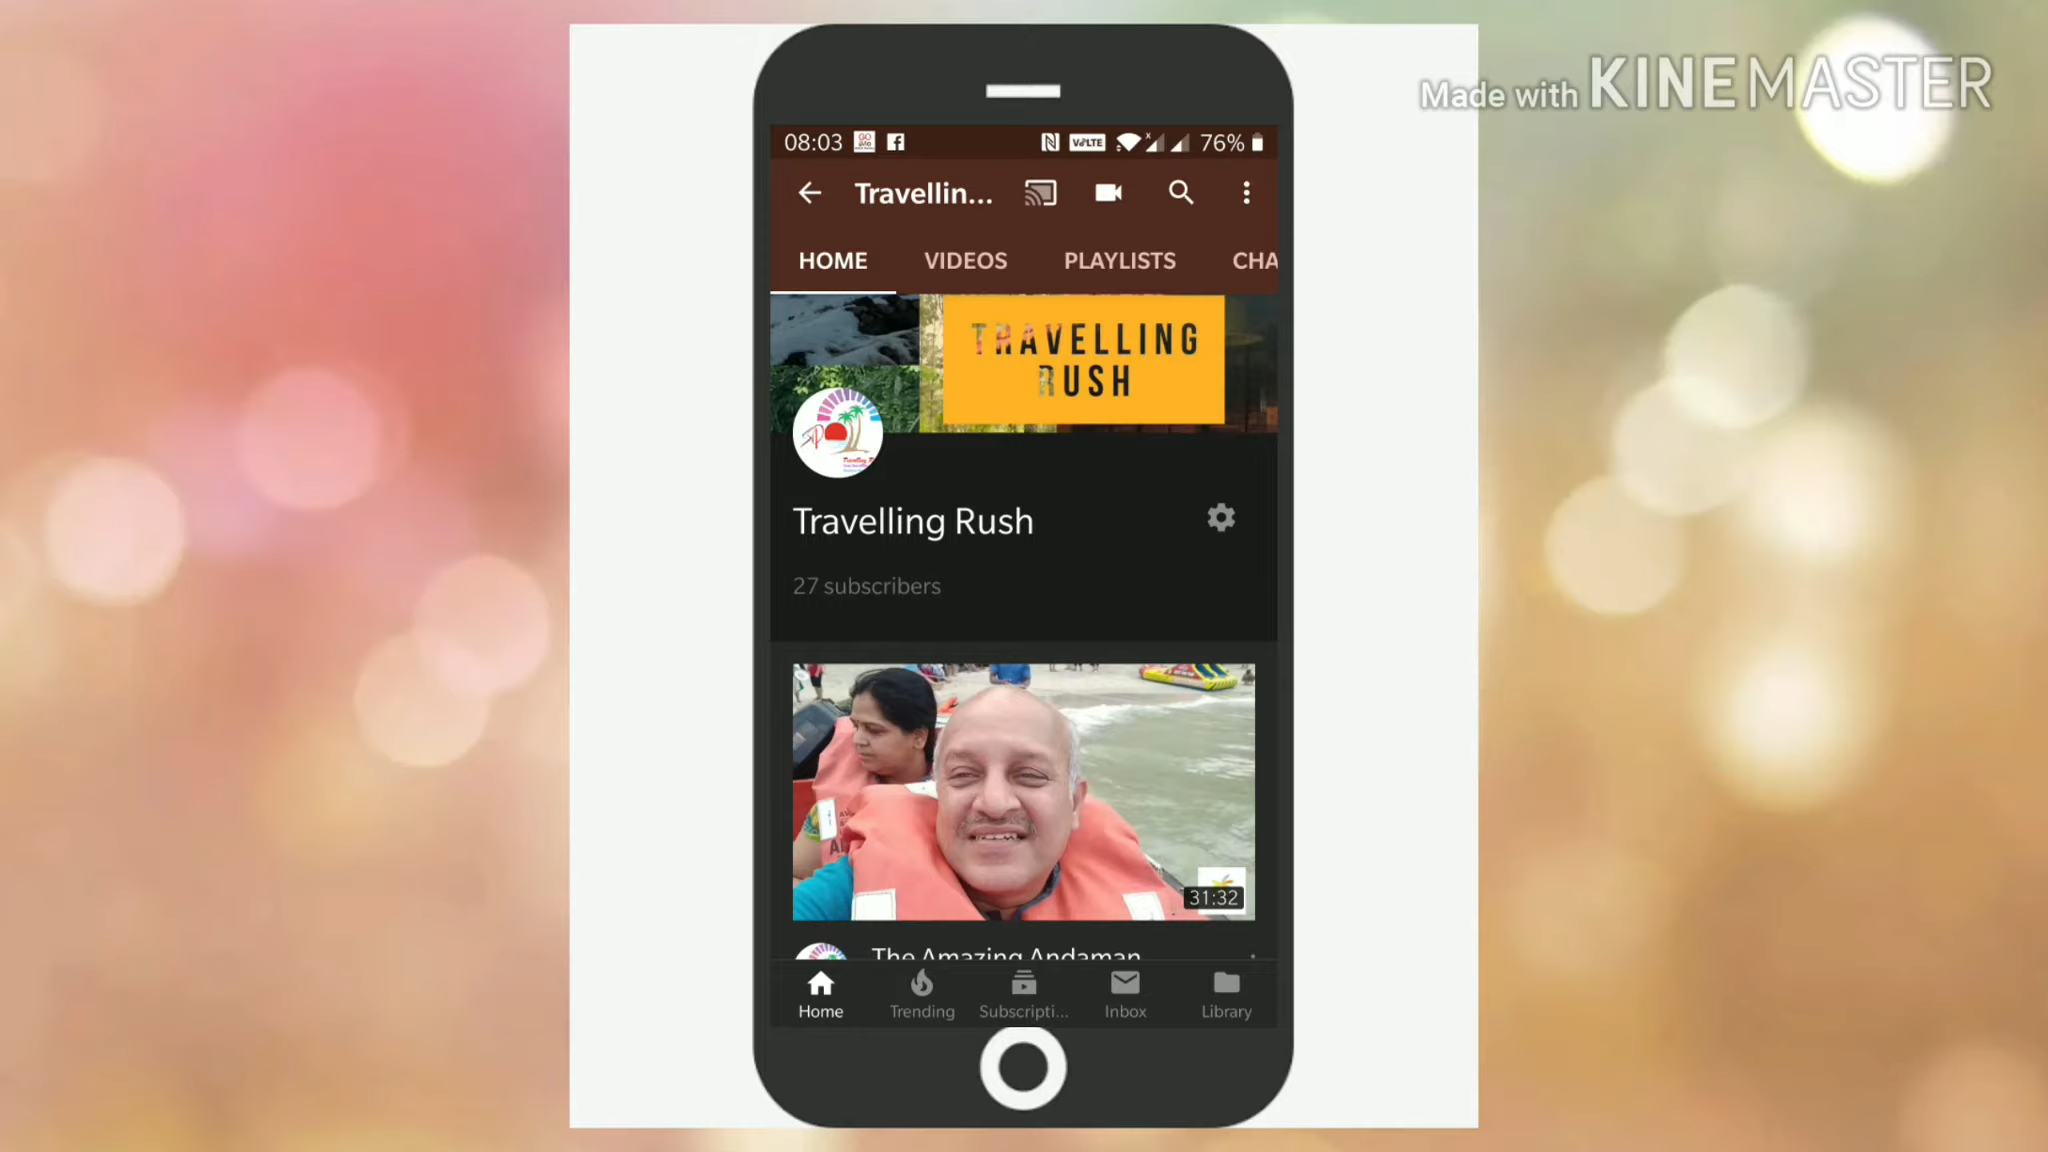 Made with KINEMASTER
08:03 VoLTE 76%
Travellin...
HOME VIDEOS PLAYLISTS CHA
TRAVELLING
RUSH
Travelling Rush
27 subscribers
31:32
The Amazing Andaman
Home Trending Subscripti... Inbox Library